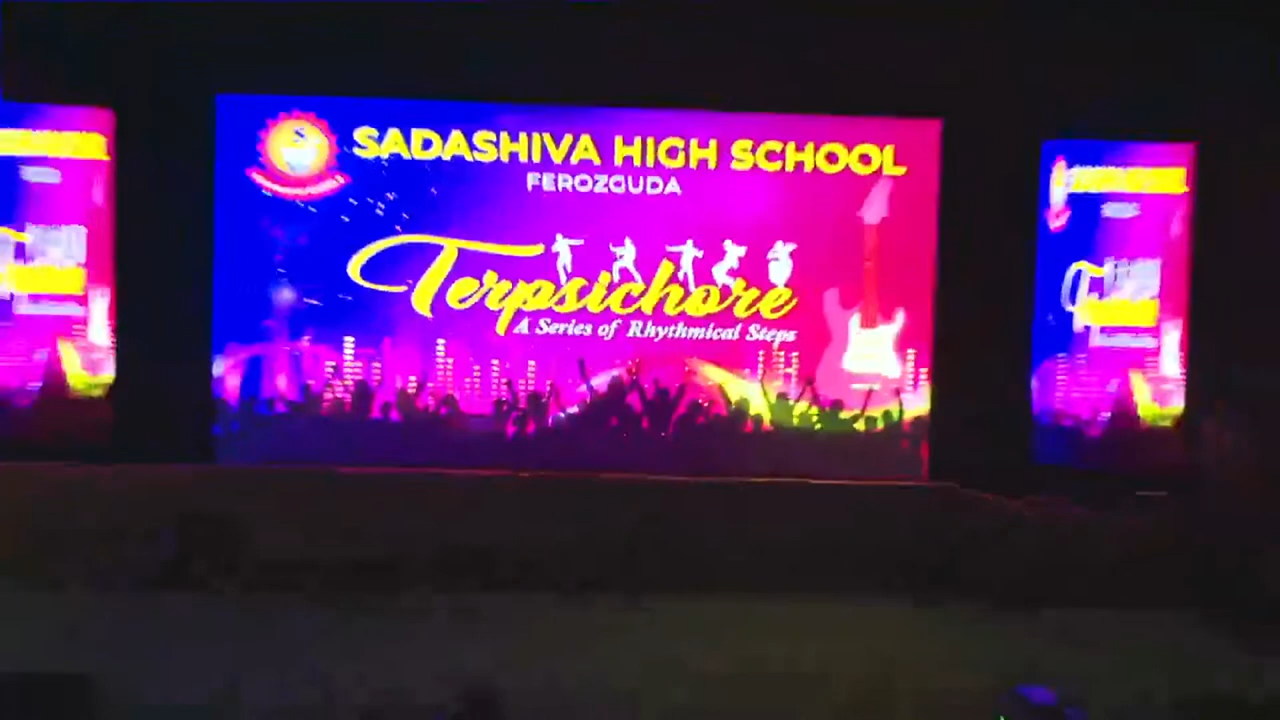 SADASHIVA HIGH SCHOOL
FEROZGUDA
Terpsichore
A Series of Rhythmical Steps